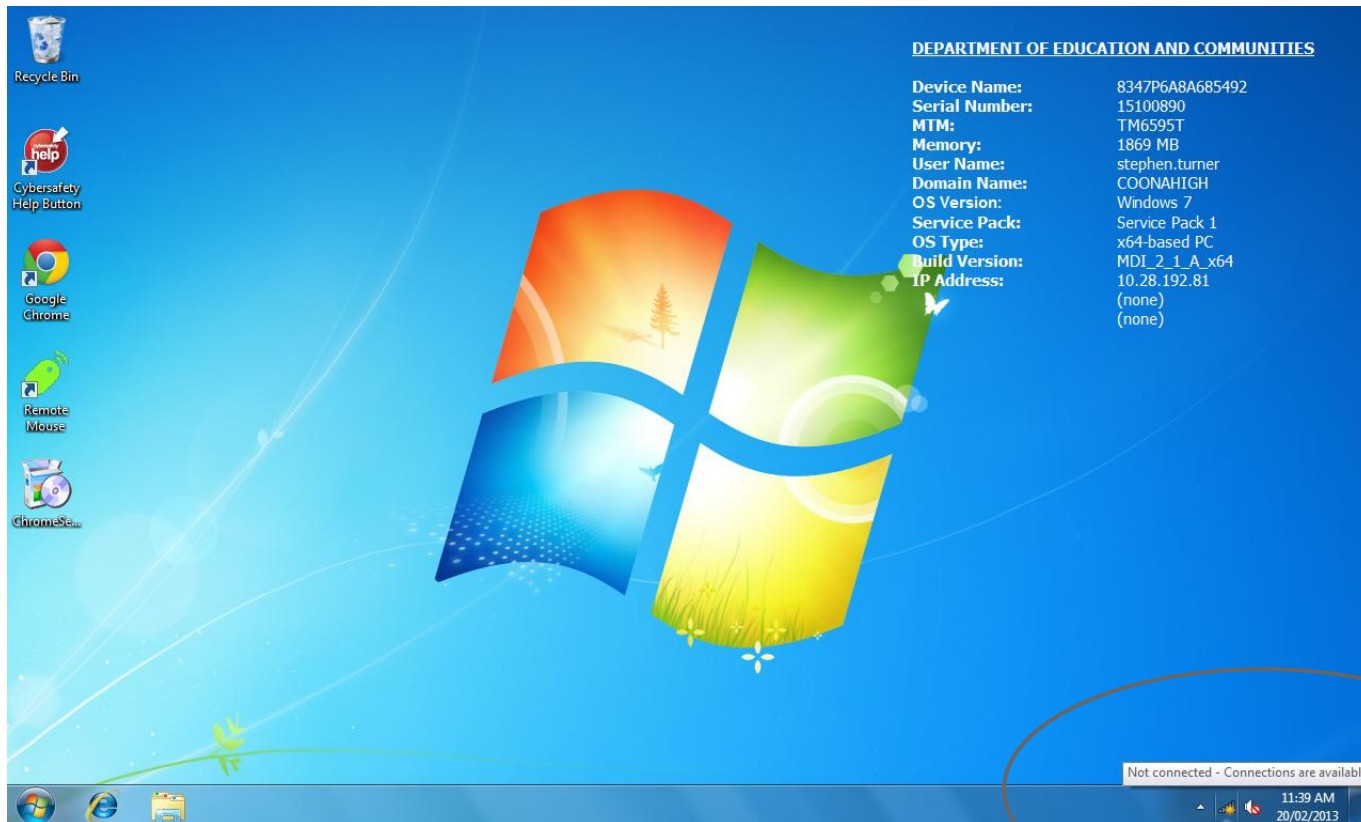 Recycle Bin
cybersafety
help
Cybersafety
Help Button
Google
Chrome
Remote
Mouse
ChromeSe...
DEPARTMENT OF EDUCATION AND COMMUNITIES
Device Name: 8347P6A8A685492
Serial Number: 15100890
MTM: TM6595T
Memory: 1869 MB
User Name: stephen.turner
Domain Name: COONAHIGH
OS Version: Windows 7
Service Pack: Service Pack 1
OS Type: x64-based PC
Build Version: MDI_2_1_A_x64
IP Address: 10.28.192.81
(none)
(none)
Not connected - Connections are availabl
11:39 AM
20/02/2013